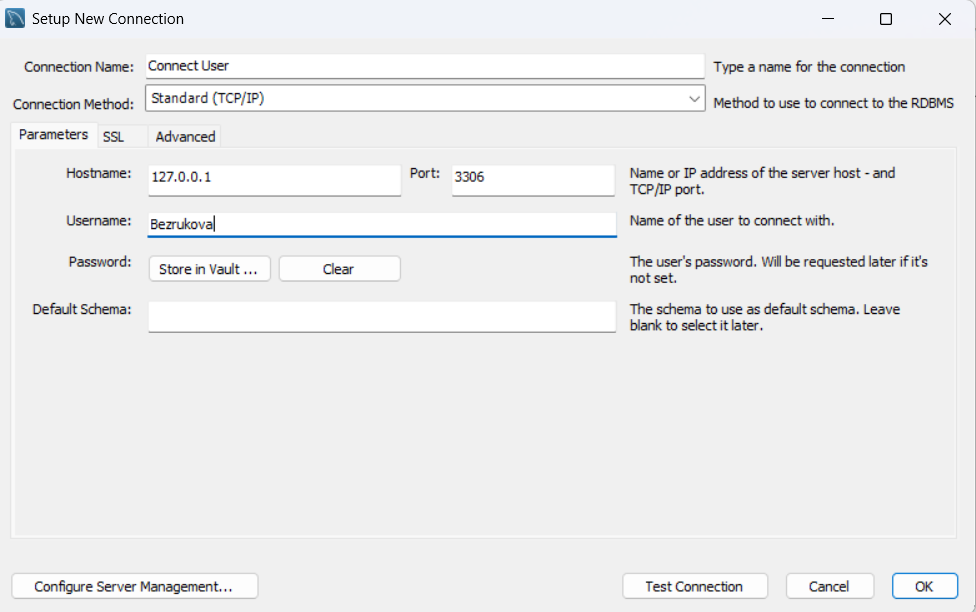 Setup New Connection
Connection Name: Connect User Type a name for the connection
Connection Method: Standard (TCP/IP) Method to use to connect to the RDBMS
Parameters SSL Advanced
Hostname: 127.0.0.1 Port: 3306 Name or IP address of the server host - and
TCP/IP port.
Username: Bezrukova Name of the user to connect with.
Password: Store in Vault ... Clear The user's password. Will be requested later if it's
not set.
Default Schema: The schema to use as default schema. Leave
blank to select it later.
Configure Server Management... Test Connection Cancel OK